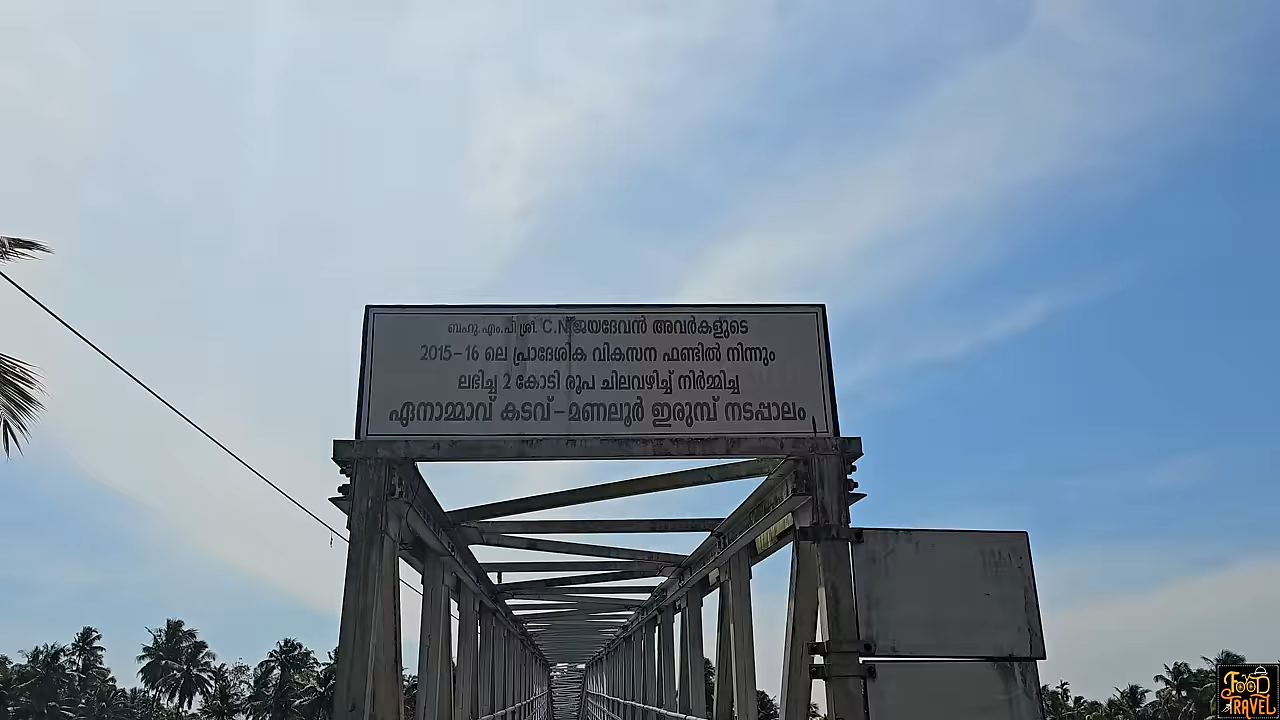 ബഹു. എം.പി ശ്രീ. C.N ജയദേവൻ അവർകളുടെ
2015-16 ലെ പ്രാദേശിക വികസന ഫണ്ടിൽ നിന്നും
ലഭിച്ച 2 കോടി രൂപ ചിലവഴിച്ച് നിർമ്മിച്ച
ഏനാമ്മാവ് കടവ്-മണലൂർ ഇരുമ്പ് നടപ്പാലം
FOOD
TRAVEL